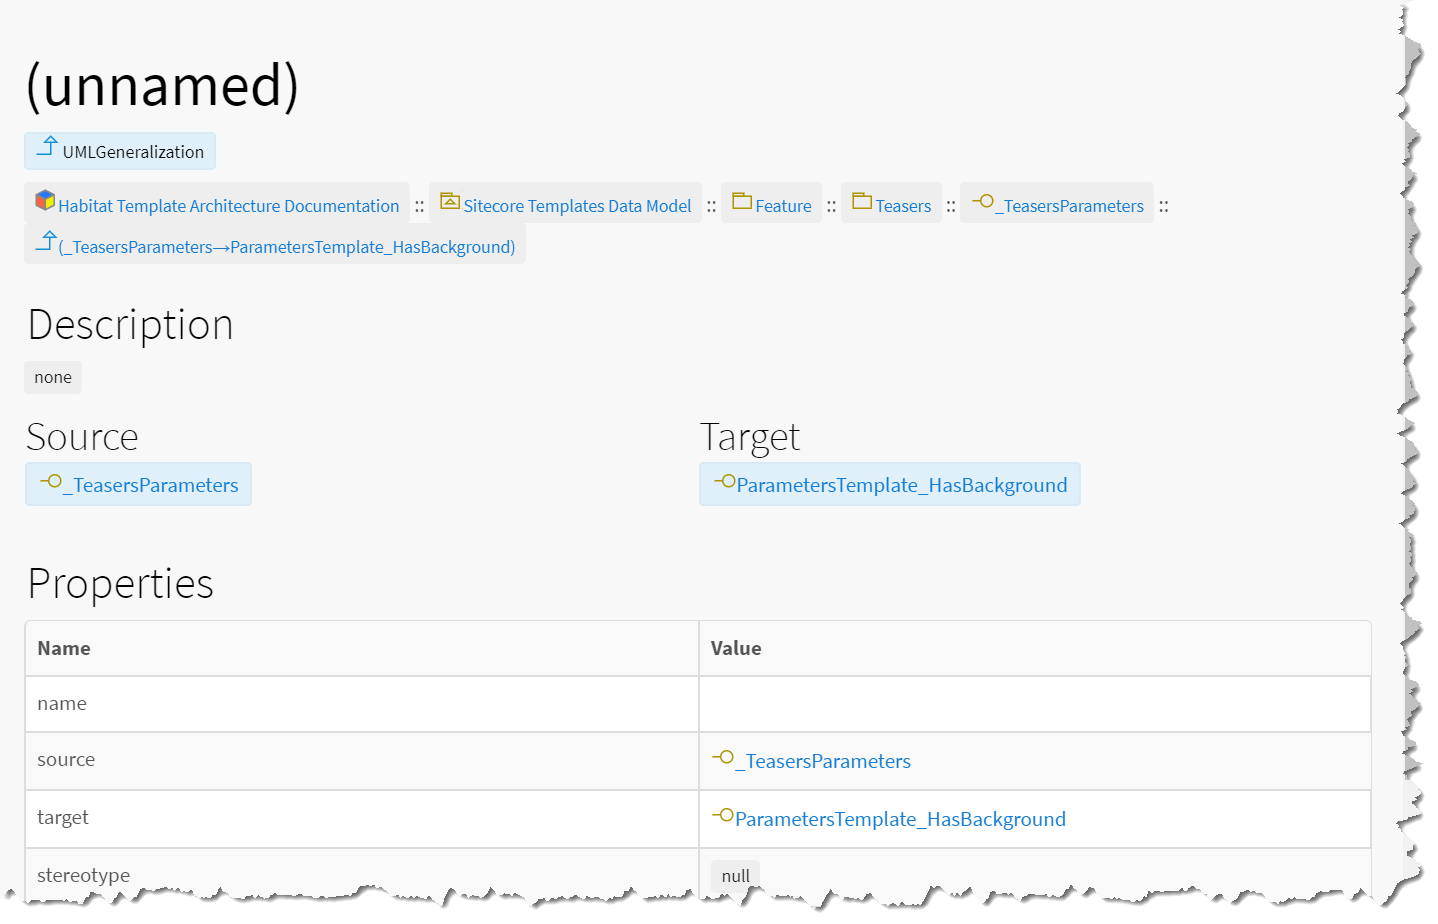 (unnamed)
UMLGeneralization
Habitat Template Architecture Documentation :: Sitecore Templates Data Model :: Feature :: Teasers :: _TeasersParameters ::
(_TeasersParameters→ParametersTemplate_HasBackground)
Description
none
Source Target
_TeasersParameters ParametersTemplate_HasBackground
Properties
Name Value
name
source _TeasersParameters
target ParametersTemplate_HasBackground
stereotype null